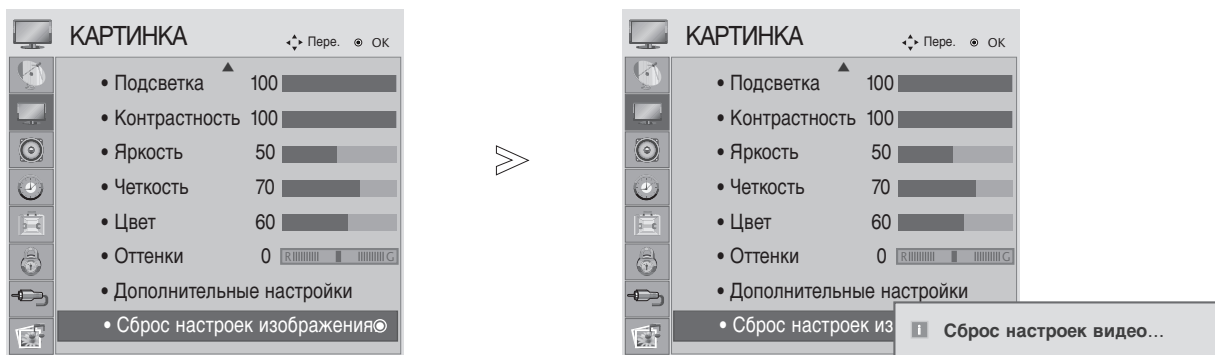 КАРТИНКА
Пере. OK
• Подсветка 100
• Контрастность 100
• Яркость 50
• Четкость 70
• Цвет 60
• Оттенки 0 R G
• Дополнительные настройки
• Сброс настроек изображения
КАРТИНКА
Пере. OK
• Подсветка 100
• Контрастность 100
• Яркость 50
• Четкость 70
• Цвет 60
• Оттенки 0 R G
• Дополнительные настройки
• Сброс настроек из
i Сброс настроек видео...